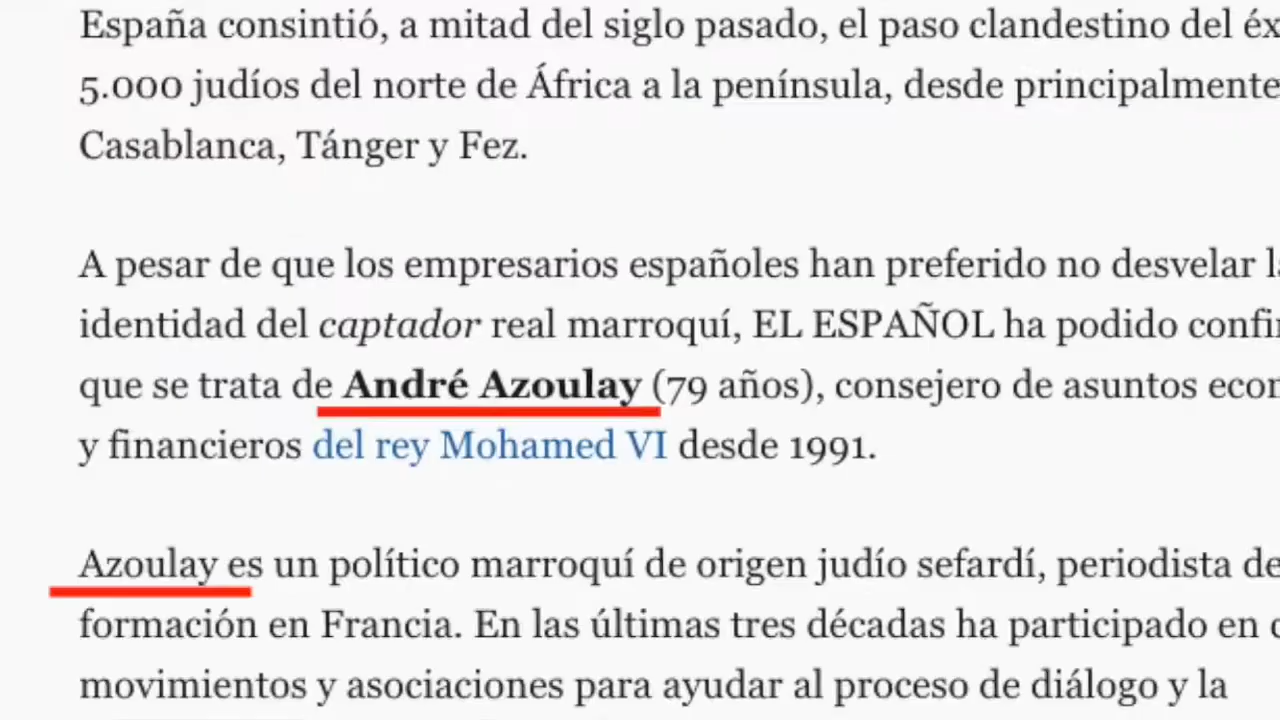 España consintió, a mitad del siglo pasado, el paso clandestino del
5.000 judíos del norte de África a la península, desde principalmente
Casablanca, Tánger y Fez.
A pesar de que los empresarios españoles han preferido no desvelar
identidad del captador real marroquí, EL ESPAÑOL ha podido
que se trata de André Azoulay (79 años), consejero de asuntos
y financieros del rey Mohamed VI desde 1991.
Azoulay es un político marroquí de origen judío sefardí, periodista de
formación en Francia. En las últimas tres décadas ha participado en
movimientos y asociaciones para ayudar al proceso de diálogo y la